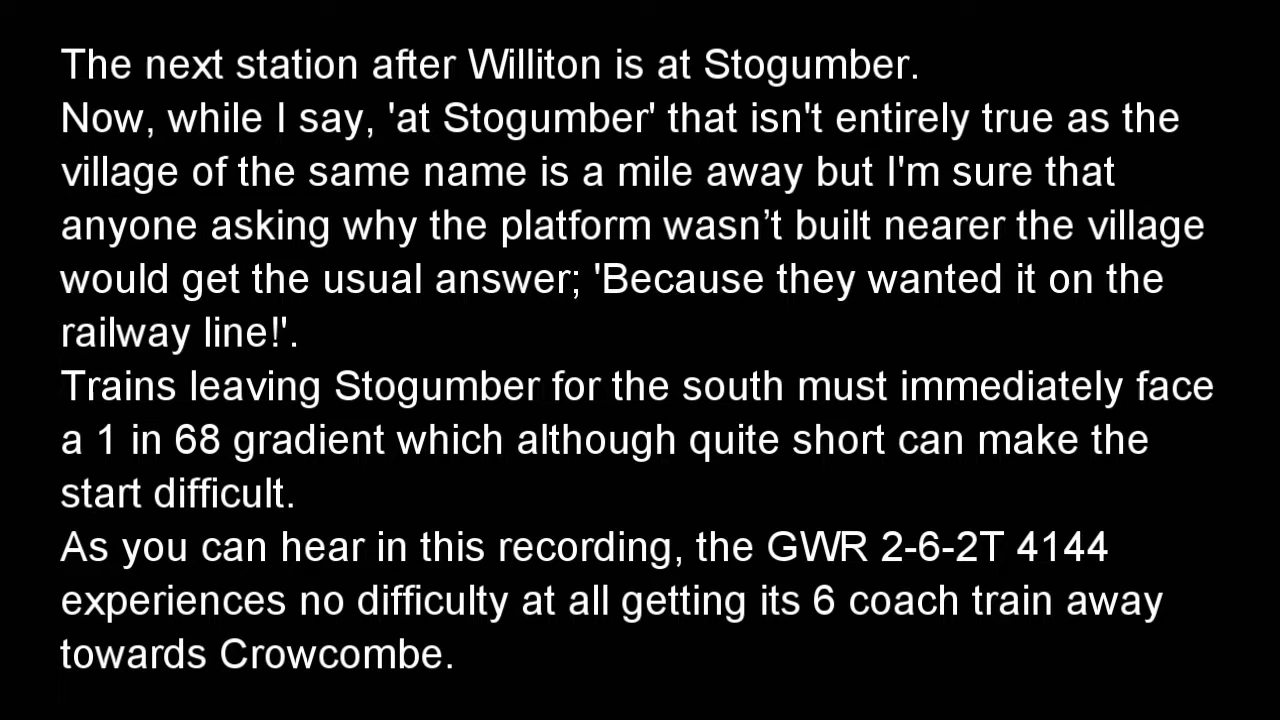 The next station after Williton is at Stogumber.
Now, while I say, 'at Stogumber' that isn't entirely true as the
village of the same name is a mile away but I'm sure that
anyone asking why the platform wasn’t built nearer the village
would get the usual answer; 'Because they wanted it on the
railway line!'.
Trains leaving Stogumber for the south must immediately face
a 1 in 68 gradient which although quite short can make the
start difficult.
As you can hear in this recording, the GWR 2-6-2T 4144
experiences no difficulty at all getting its 6 coach train away
towards Crowcombe.